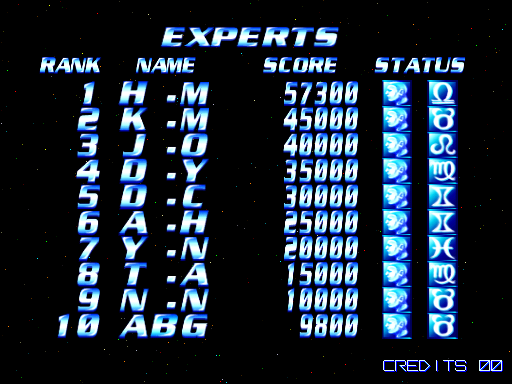 EXPERTS
RANK NAME SCORE STATUS
1 H .M 57300 ♎
2 K .M 45000 ♉
3 J .O 40000 ♌
4 D .Y 35000 ♍
5 D .C 30000 ♊
6 A .H 25000 ♊
7 Y .N 20000 ♓
8 T .A 15000 ♍
9 N .N 10000 ♉
10 ABG 9800 ♉
CREDITS 00